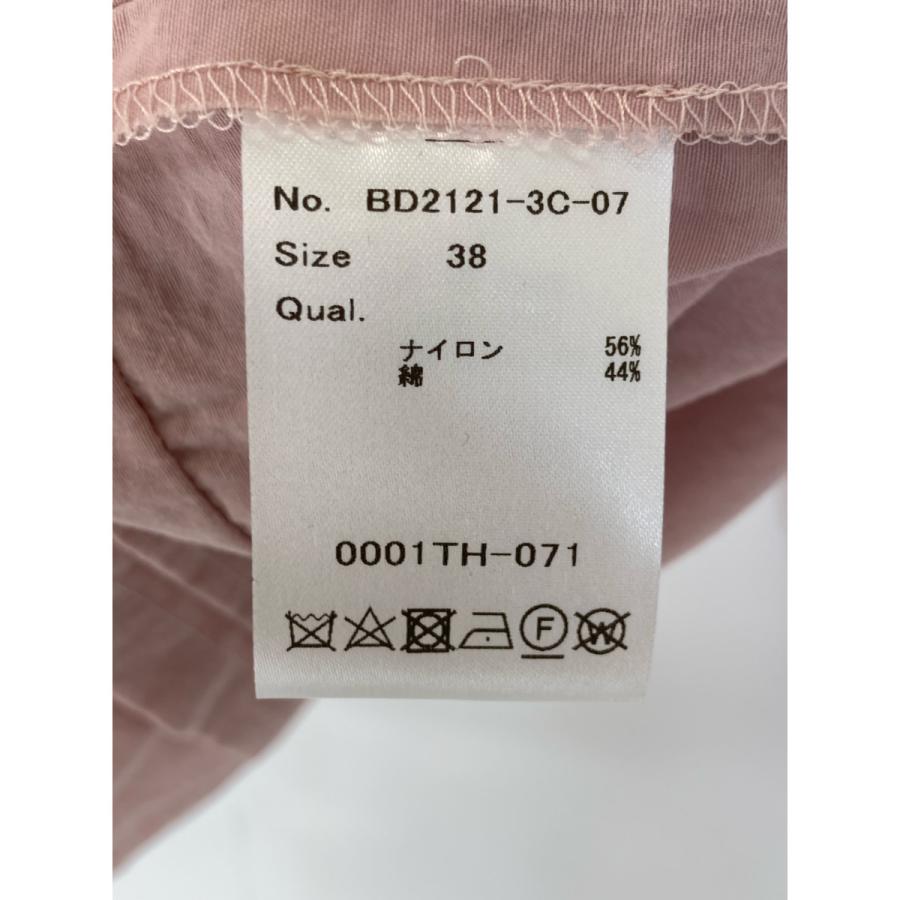 No. BD2121-3C-07
Size 38
Qual.
ナイロン 56%
綿 44%
0001TH-071
F W